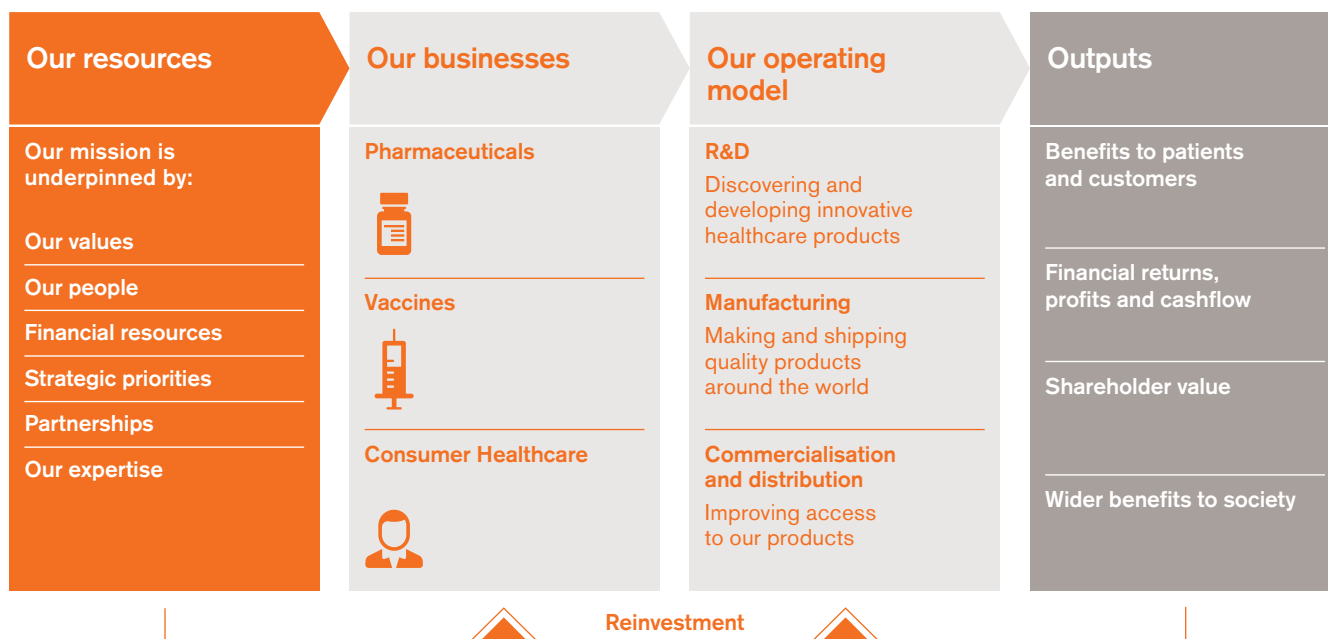 Our resources
Our mission is
underpinned by:
Our values
Our people
Financial resources
Strategic priorities
Partnerships
Our expertise
Our businesses
Pharmaceuticals
Vaccines
Consumer Healthcare
Our operating
model
R&D
Discovering and
developing innovative
healthcare products
Manufacturing
Making and shipping
quality products
around the world
Commercialisation
and distribution
Improving access
to our products
Outputs
Benefits to patients
and customers
Financial returns,
profits and cashflow
Shareholder value
Wider benefits to society
Reinvestment